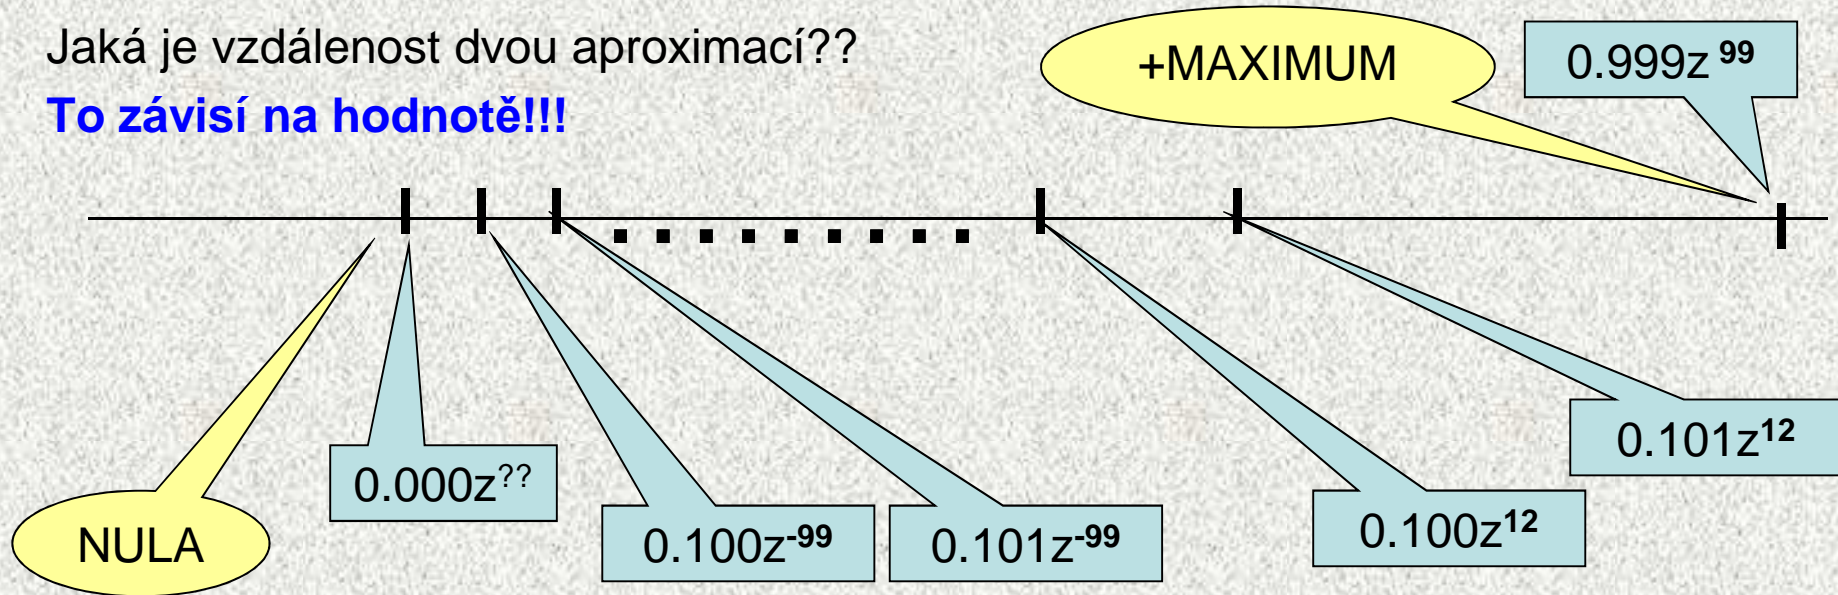 Jaká je vzdálenost dvou aproximací??
To závisí na hodnotě!!!
+MAXIMUM
0.999z 99
0.101z12
0.000z??
0.100z12
NULA
0.100z-99
0.101z-99